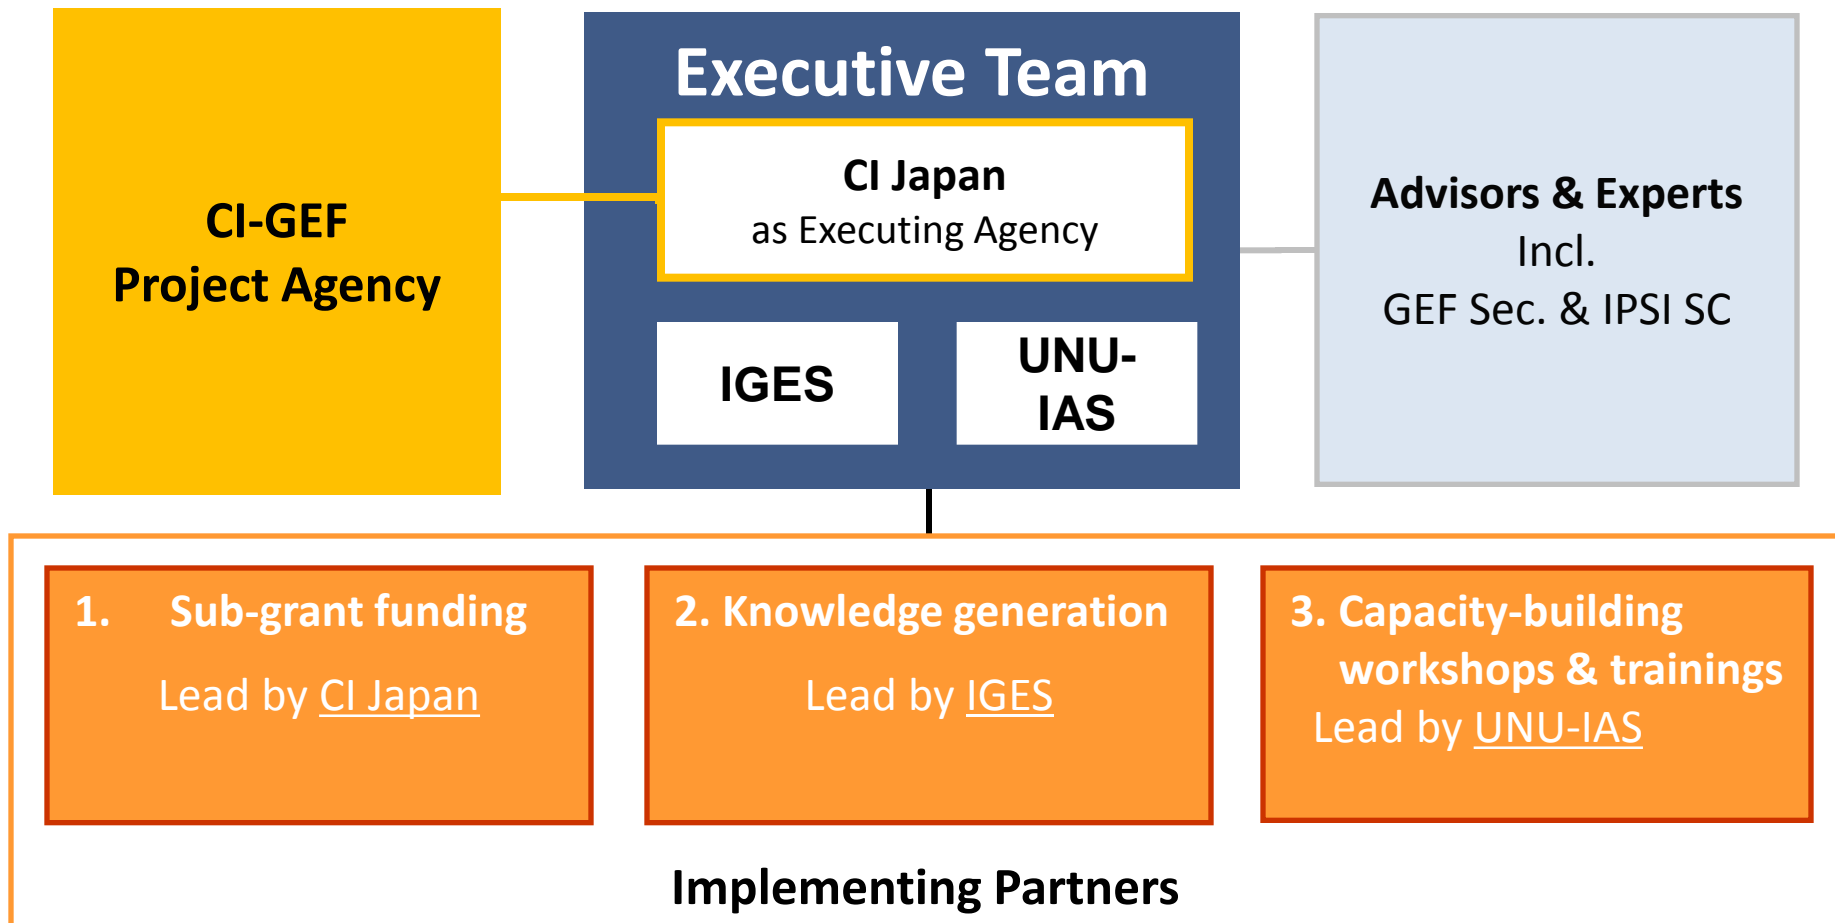 CI-GEF
Project Agency
Executive Team
CI Japan
as Executing Agency
IGES
UNU-
IAS
Advisors & Experts
Incl.
GEF Sec. & IPSI SC
1. Sub-grant funding
Lead by CI Japan
2. Knowledge generation
Lead by IGES
3. Capacity-building
workshops & trainings
Lead by UNU-IAS
Implementing Partners